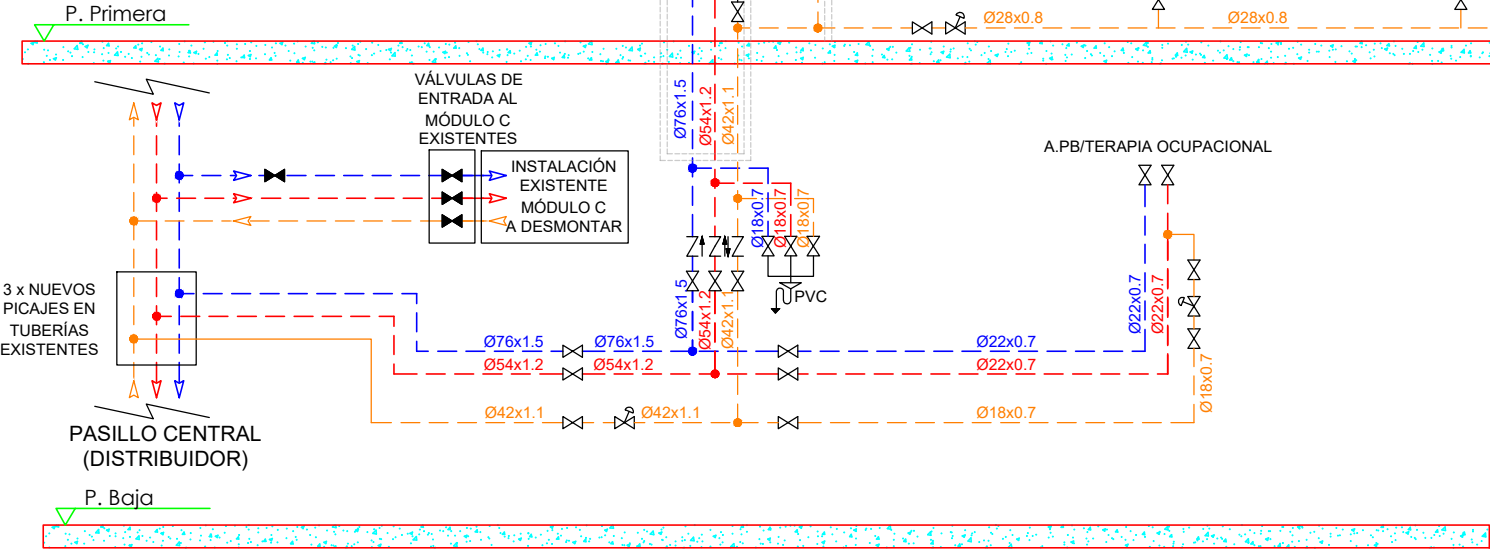 P. Primera
Ø28x0.8
Ø28x0.8
VÁLVULAS DE
ENTRADA AL
MÓDULO C
EXISTENTES
Ø76x1.5
Ø54x1.2
Ø42x1.1
A.PB/TERAPIA OCUPACIONAL
INSTALACIÓN
EXISTENTE
MÓDULO C
A DESMONTAR
Ø18x0.7
Ø18x0.7
Ø18x0.7
3 x NUEVOS
PICAJES EN
TUBERÍAS
EXISTENTES
PVC
Ø76x1.5
Ø54x1.2
Ø42x1.1
Ø22x0.7
Ø22x0.7
Ø76x1.5
Ø76x1.5
Ø22x0.7
Ø54x1.2
Ø54x1.2
Ø22x0.7
Ø18x0.7
Ø42x1.1
Ø42x1.1
Ø18x0.7
PASILLO CENTRAL
(DISTRIBUIDOR)
P. Baja